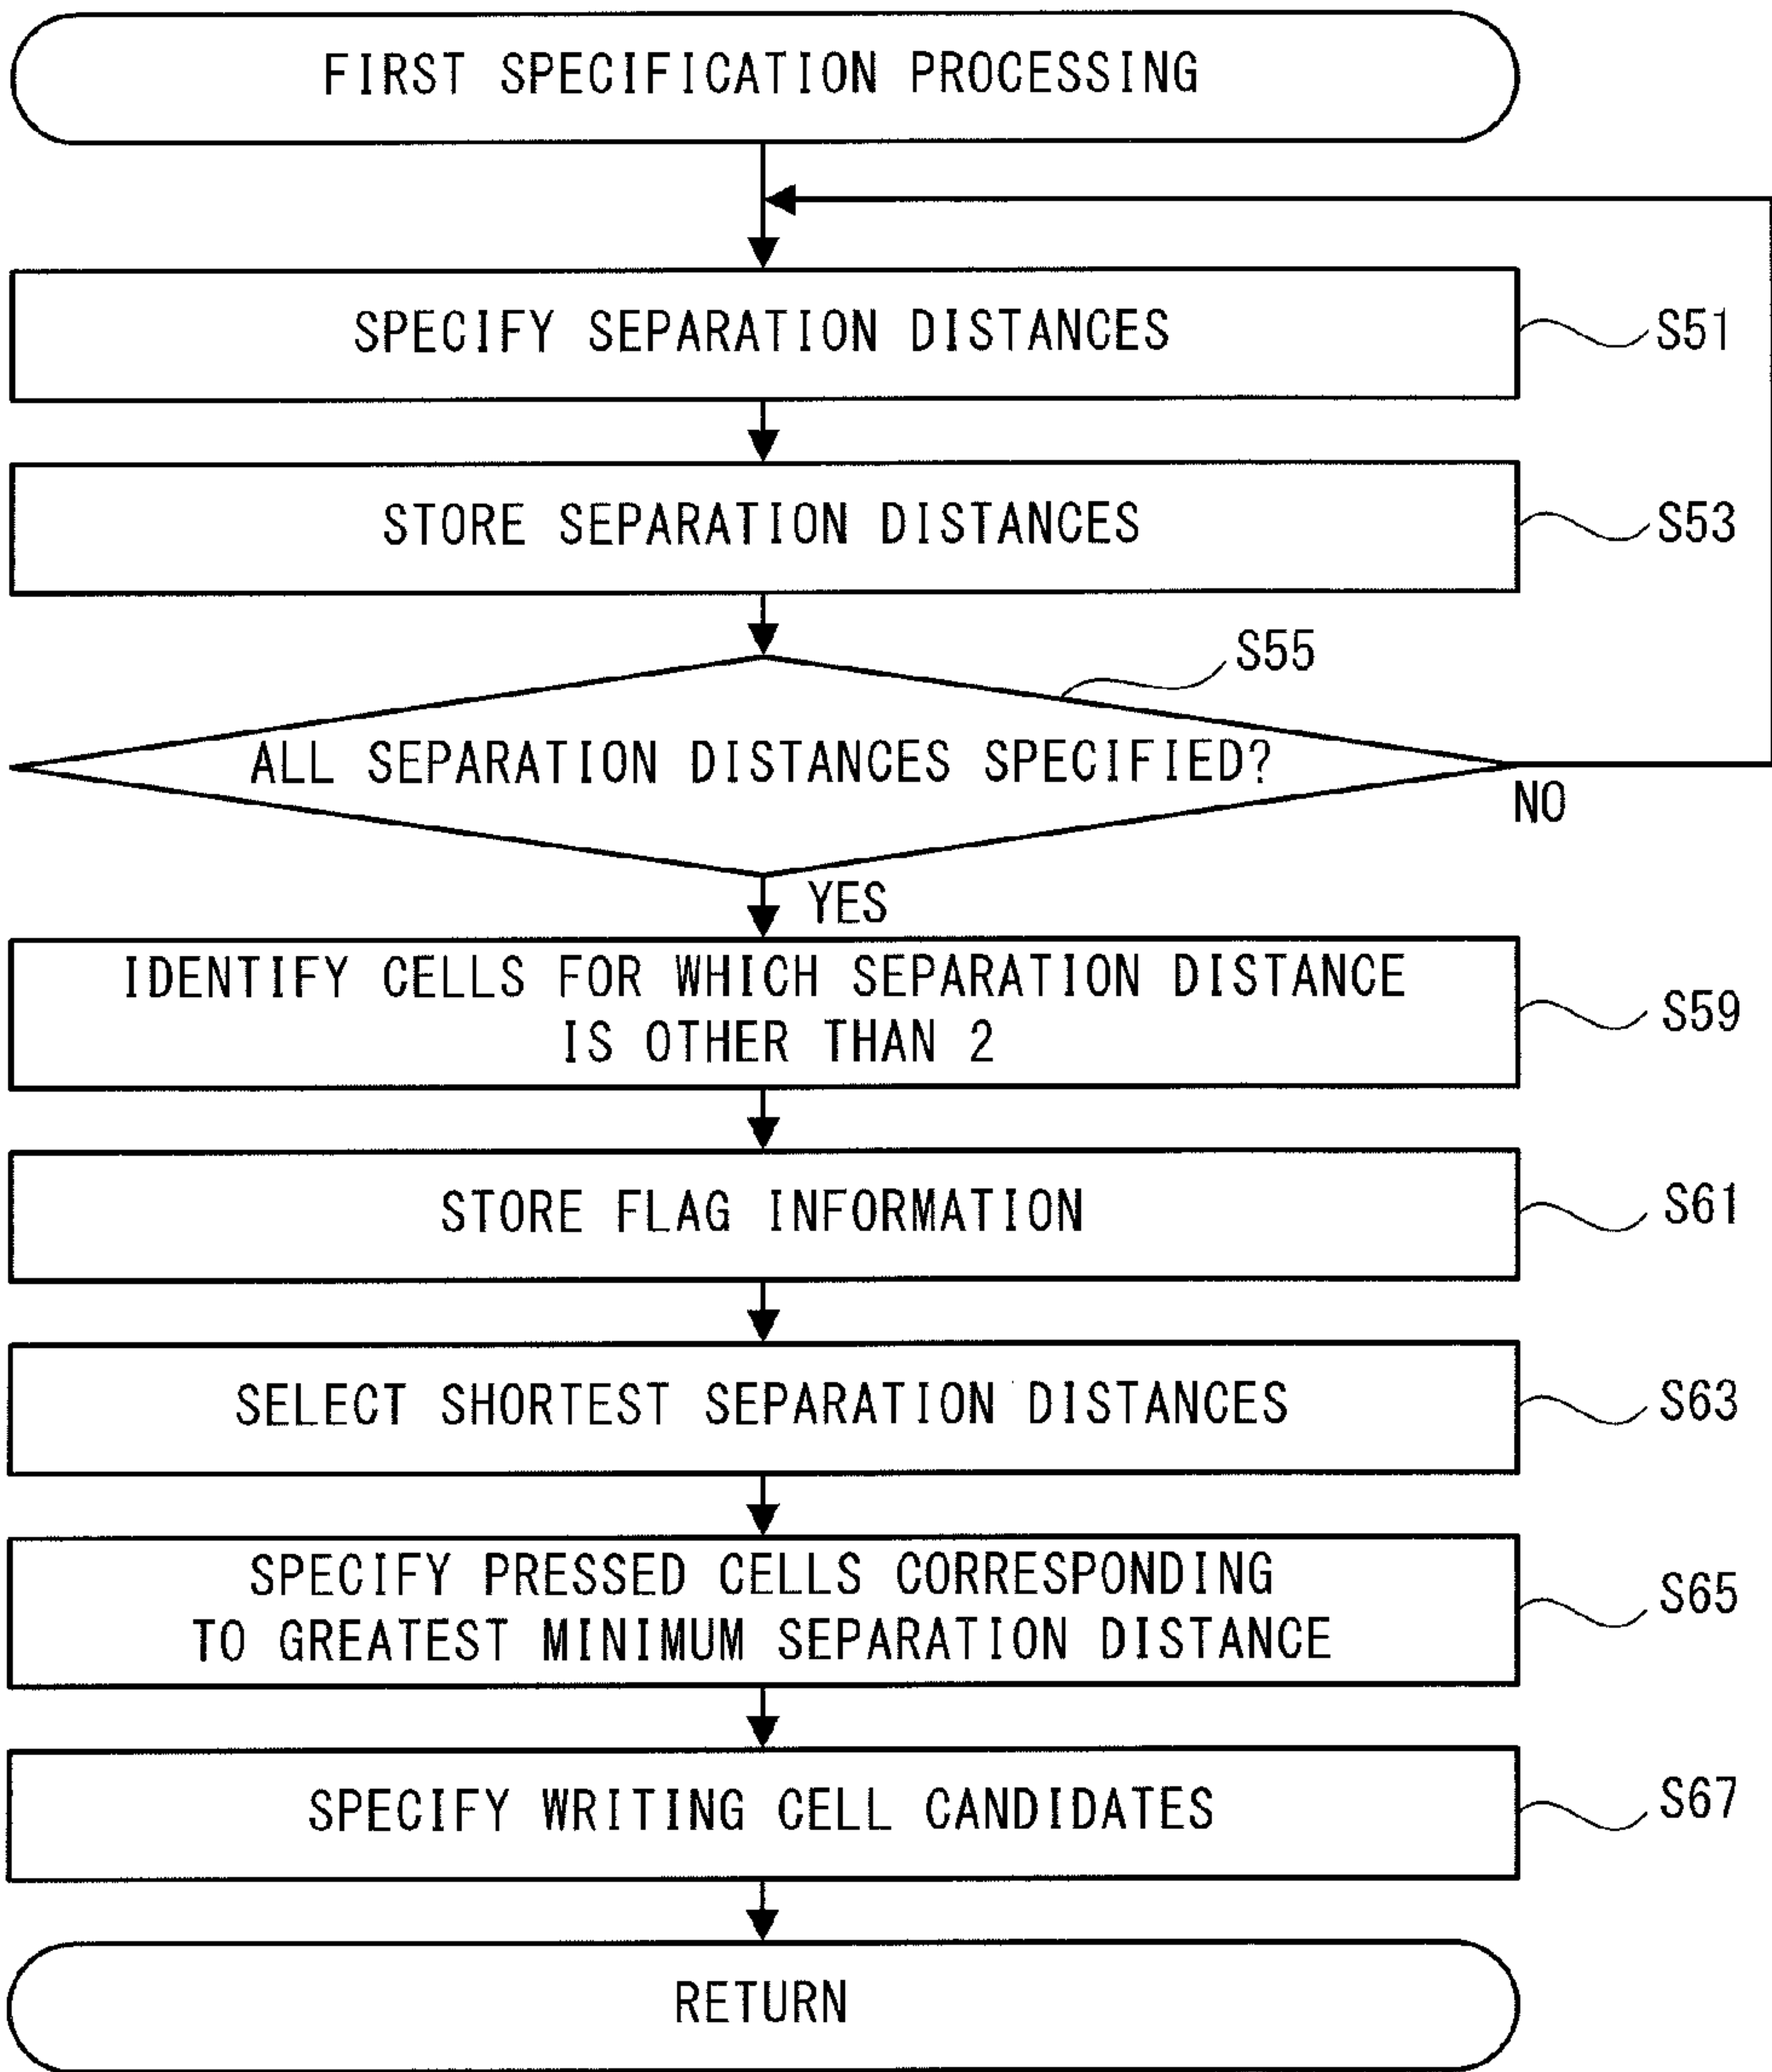 FIRST SPECIFICATION PROCESSING
SPECIFY SEPARATION DISTANCES
S51
STORE SEPARATION DISTANCES
S53
S55
ALL SEPARATION DISTANCES SPECIFIED?
NO
YES
IDENTIFY CELLS FOR WHICH SEPARATION DISTANCE
IS OTHER THAN 2
S59
STORE FLAG INFORMATION
S61
SELECT SHORTEST SEPARATION DISTANCES
S63
SPECIFY PRESSED CELLS CORRESPONDING
TO GREATEST MINIMUM SEPARATION DISTANCE
S65
SPECIFY WRITING CELL CANDIDATES
S67
RETURN